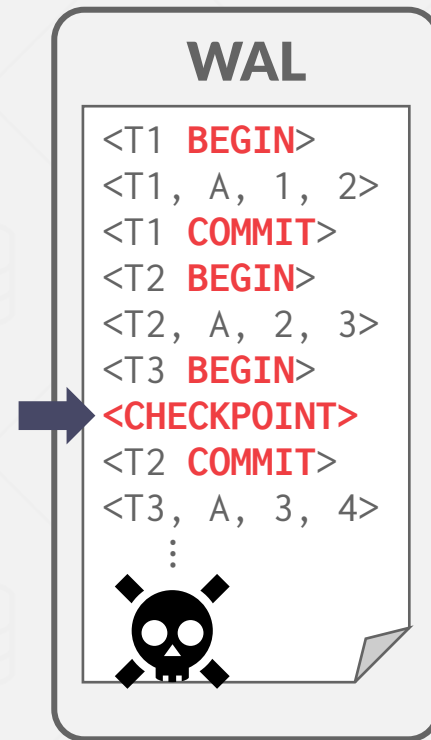 WAL
<T1 BEGIN>
<T1, A, 1, 2>
<T1 COMMIT>
<T2 BEGIN>
<T2, A, 2, 3>
<T3 BEGIN>
<CHECKPOINT>
<T2 COMMIT>
<T3, A, 3, 4>
⋮